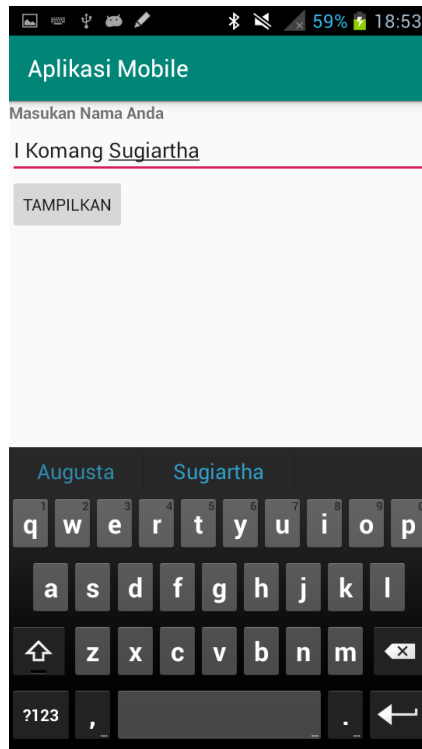 59% 18:53
Aplikasi Mobile
Masukan Nama Anda
I Komang Sugiartha
TAMPILKAN
Augusta Sugiartha
1 2 3 4 5 6 7 8 9 0
q w e r t y u i o p
a s d f g h j k l
z x c v b n m
?123 , ... ... . ...